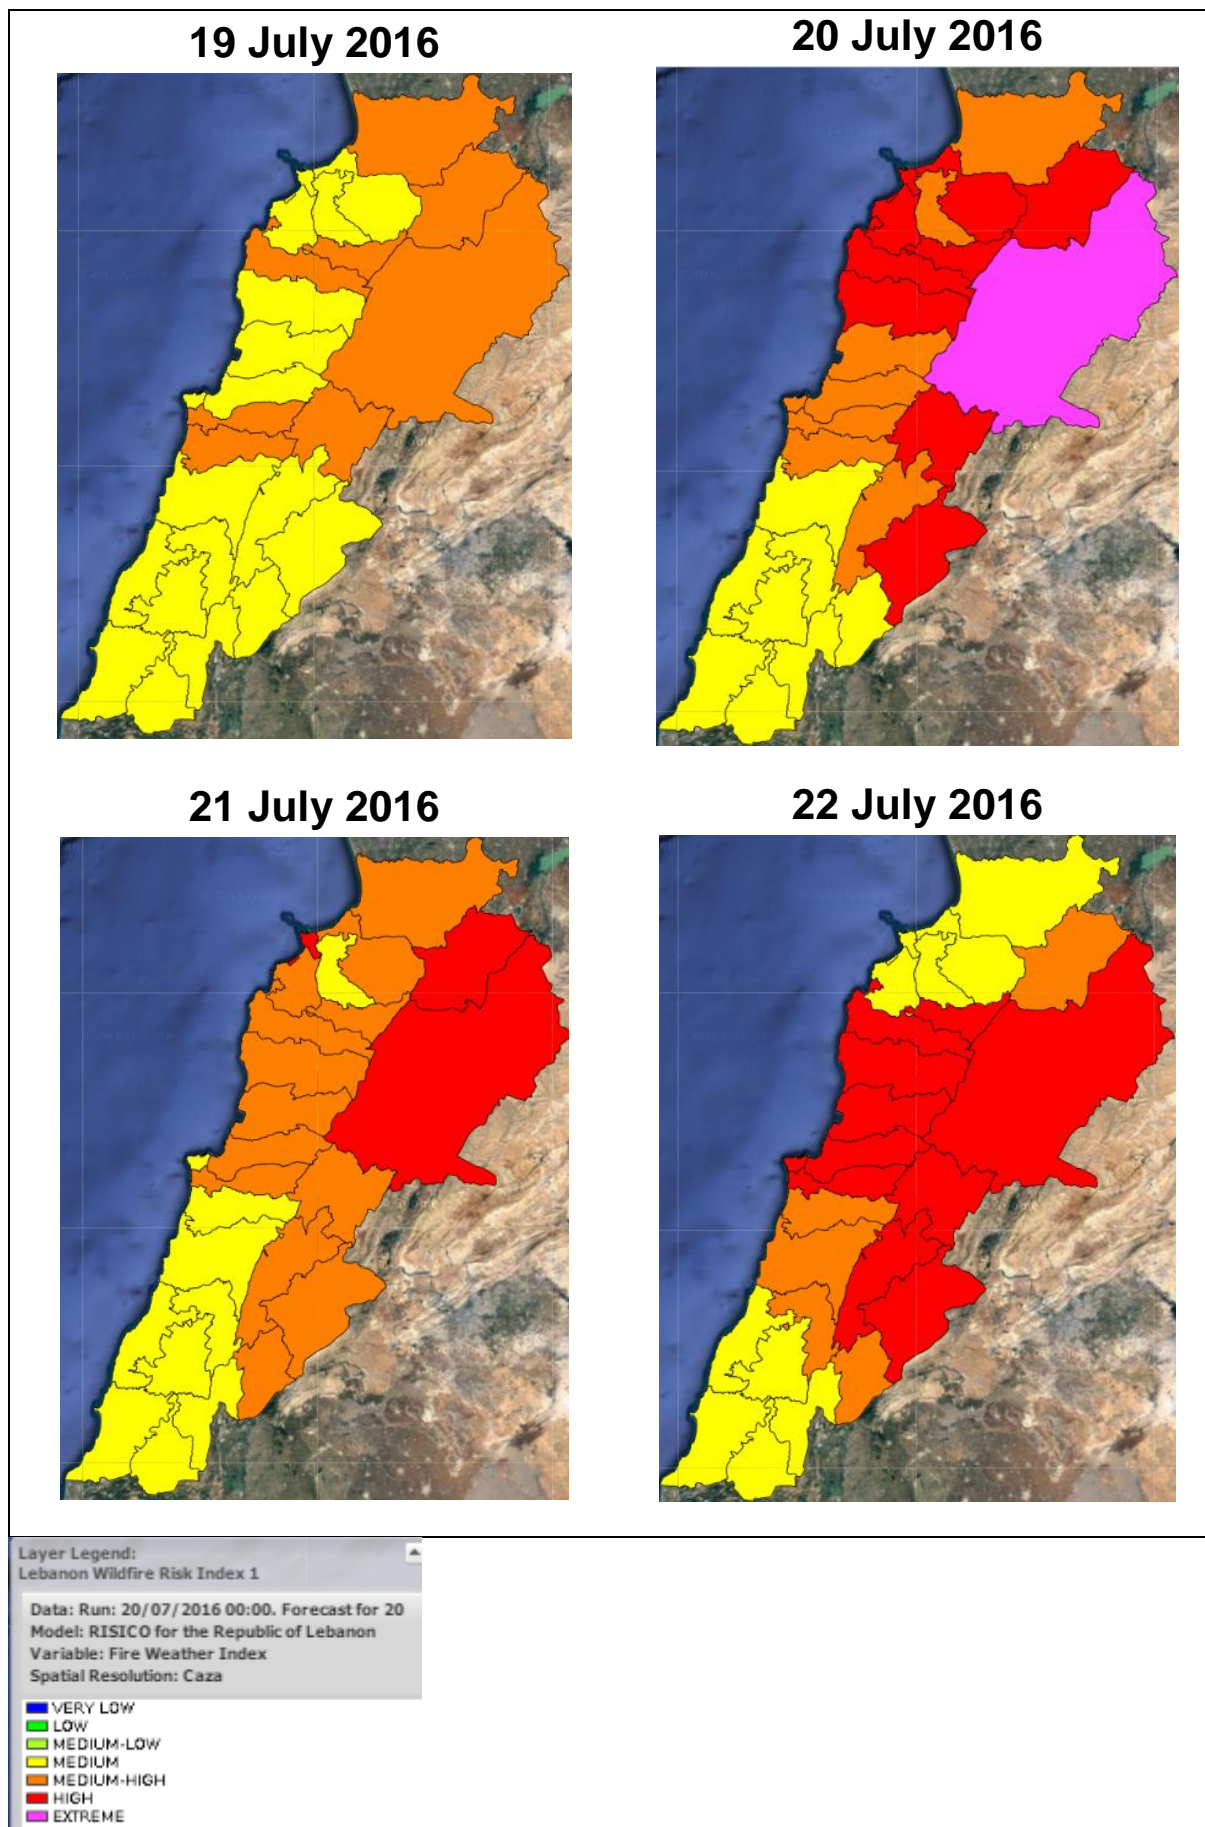 19 July 2016
20 July 2016
21 July 2016
22 July 2016
Layer Legend:
Lebanon Wildfire Risk Index 1
Data: Run: 20/07/2016 00:00. Forecast for 20
Model: RISICO for the Republic of Lebanon
Variable: Fire Weather Index
Spatial Resolution: Caza
VERY LOW
LOW
MEDIUM-LOW
MEDIUM
MEDIUM-HIGH
HIGH
EXTREME